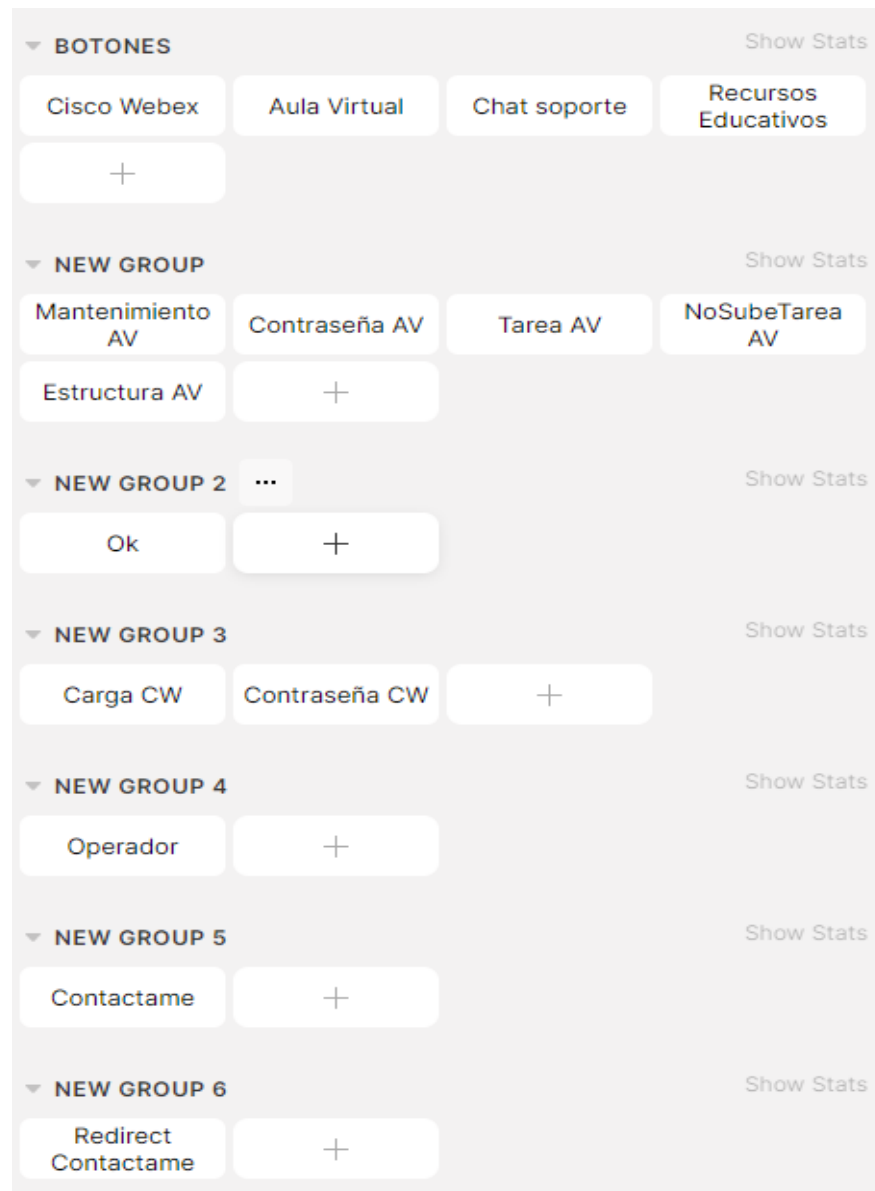 BOTONES Show Stats
Cisco Webex Aula Virtual Chat soporte Recursos Educativos
+
NEW GROUP Show Stats
Mantenimiento AV Contraseña AV Tarea AV NoSubeTarea AV
Estructura AV +
NEW GROUP 2 ... Show Stats
Ok +
NEW GROUP 3 Show Stats
Carga CW Contraseña CW +
NEW GROUP 4 Show Stats
Operador +
NEW GROUP 5 Show Stats
Contactame +
NEW GROUP 6 Show Stats
Redirect Contactame +